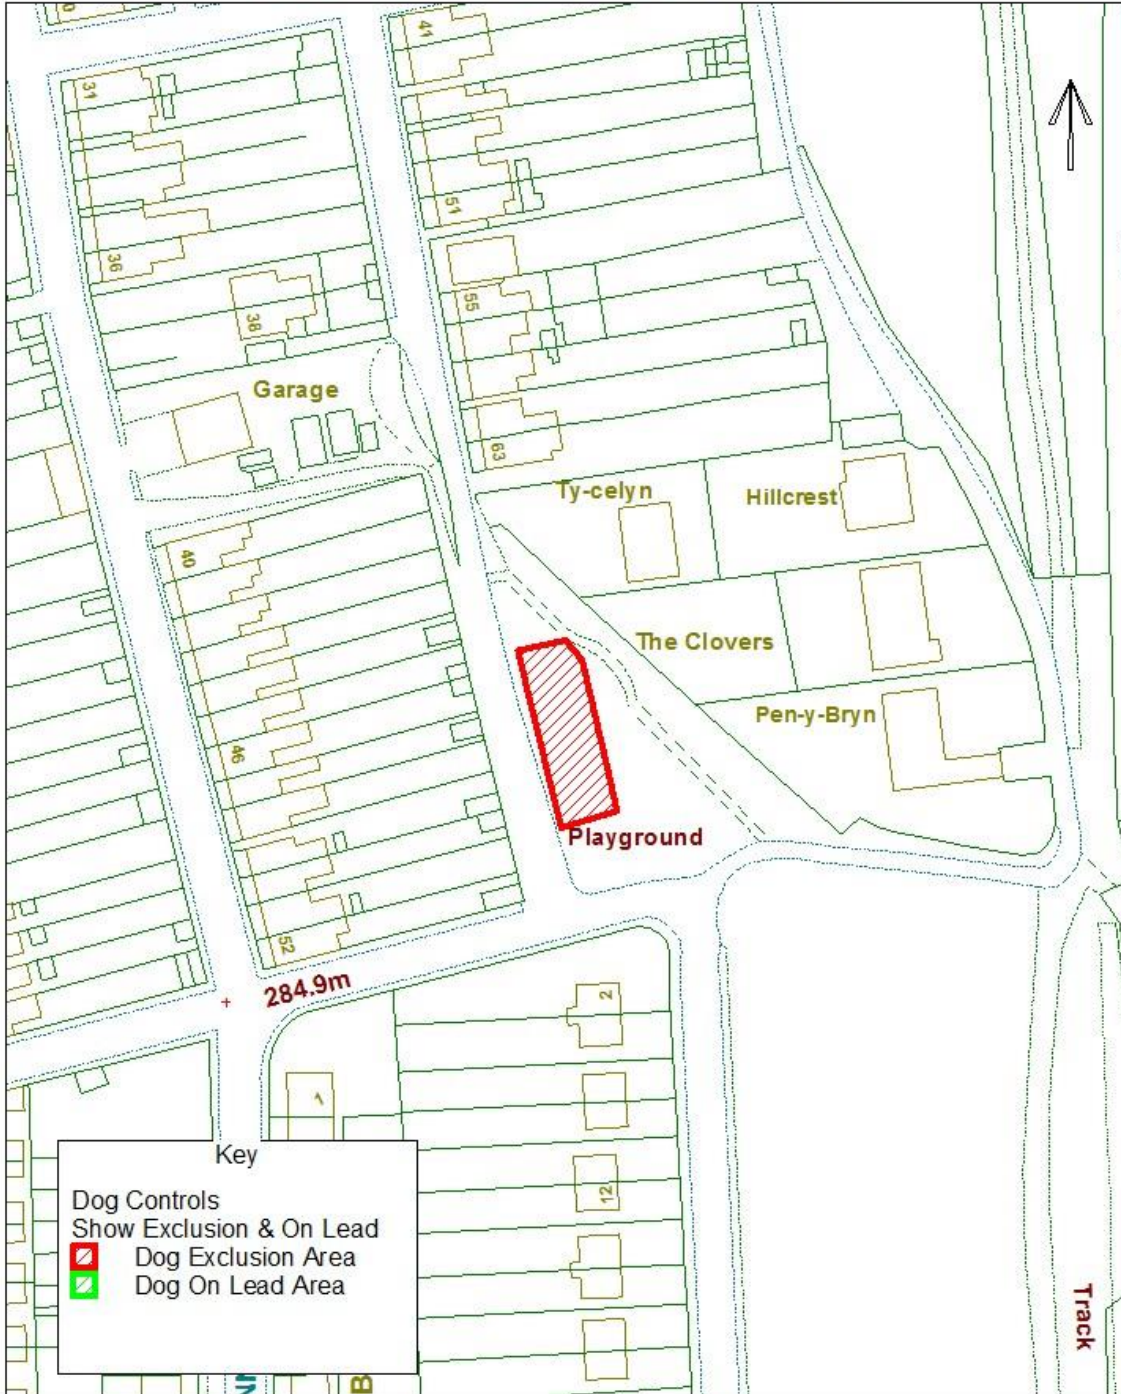 41
31
51
36
55
38
Garage
63
Ty-celyn
Hillcrest
40
The Clovers
Pen-y-Bryn
46
Playground
52
284.9m
2
1
12
Key
Dog Controls
Show Exclusion & On Lead
Dog Exclusion Area
Dog On Lead Area
Track
B